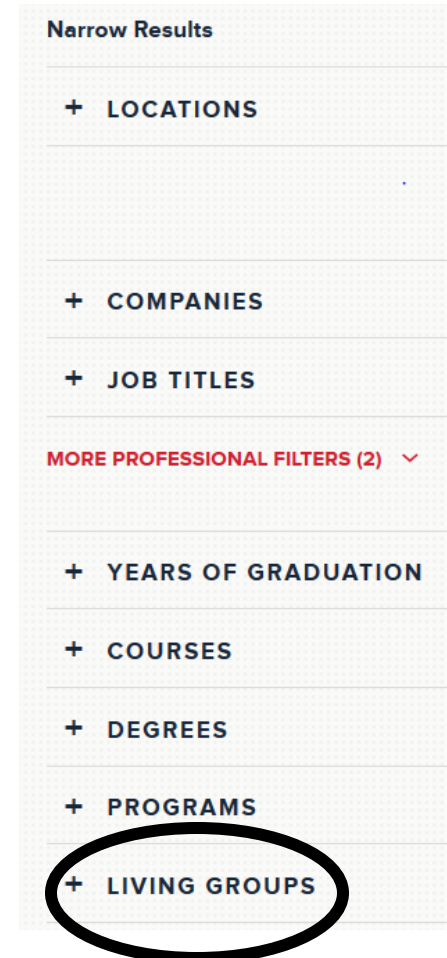 Narrow Results
+ LOCATIONS
+ COMPANIES
+ JOB TITLES
MORE PROFESSIONAL FILTERS (2)
+ YEARS OF GRADUATION
+ COURSES
+ DEGREES
+ PROGRAMS
+ LIVING GROUPS